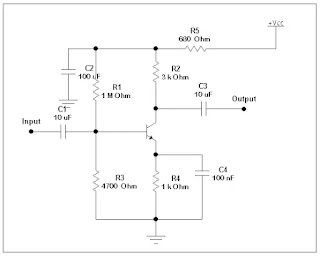 +Vcc
R5
680 Ohm
C2
100 uF
R1
1 M Ohm
R2
3 k Ohm
C3
10 uF
Output
C1
10 uF
Input
R3
4700 Ohm
R4
1 k Ohm
C4
100 nF